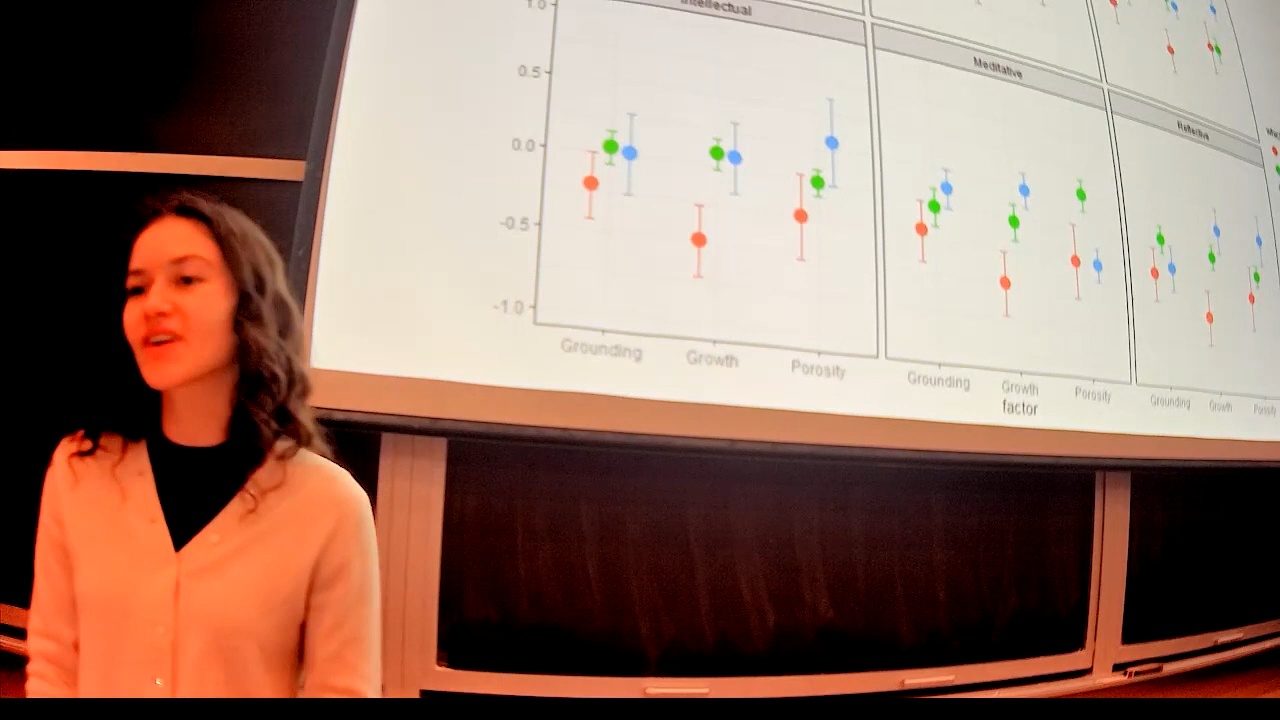 1.0
Intellectual
0.5
Meditative
Reflective
0.0
-0.5
-1.0
Grounding Growth Porosity
Grounding Growth Porosity
Grounding Growth
factor